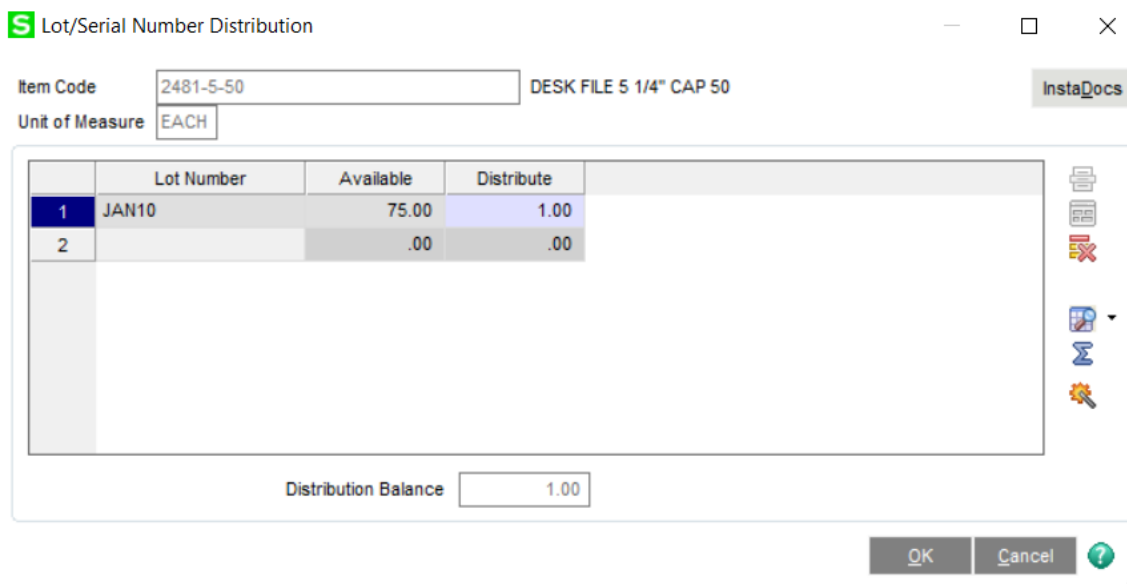 S Lot/Serial Number Distribution
Item Code 2481-5-50 DESK FILE 5 1/4" CAP 50 InstaDocs
Unit of Measure EACH
Lot Number Available Distribute
1 JAN10 75.00 1.00
2 .00 .00
Distribution Balance 1.00
OK Cancel ?